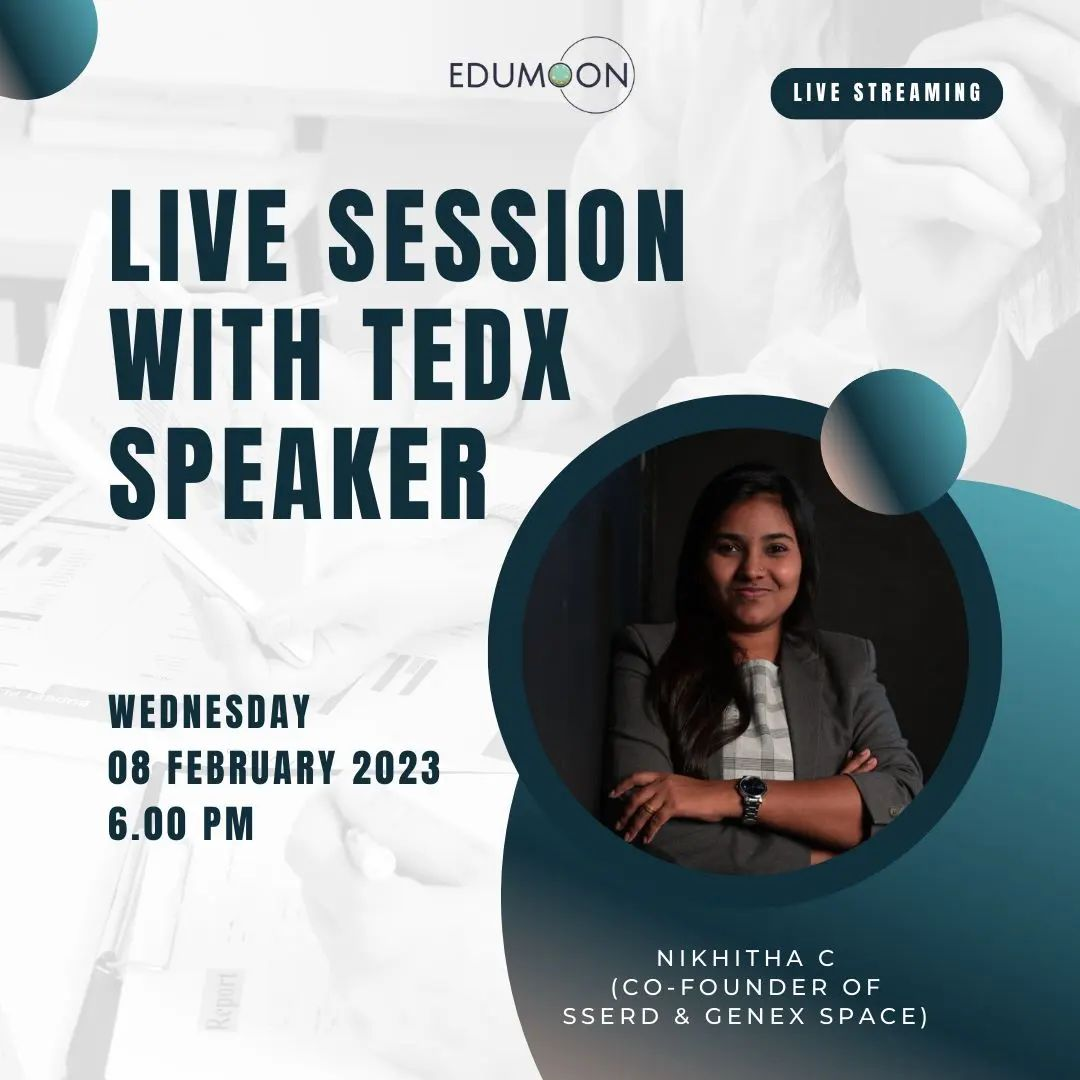 EDUMOON
LIVE STREAMING
LIVE SESSION
WITH TEDX
SPEAKER
WEDNESDAY
08 FEBRUARY 2023
6.00 PM
NIKHITHA C
(CO-FOUNDER OF
SSERD & GENEX SPACE)
Report